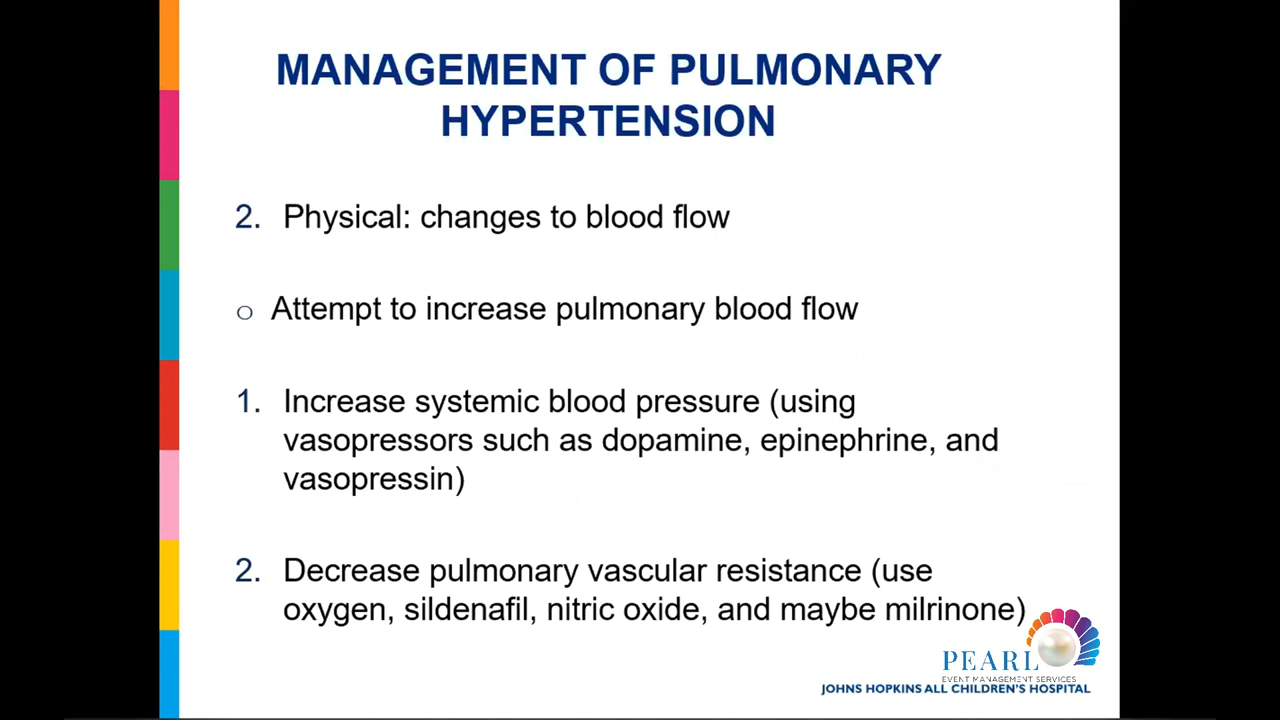 MANAGEMENT OF PULMONARY
HYPERTENSION
2. Physical: changes to blood flow
o Attempt to increase pulmonary blood flow
1. Increase systemic blood pressure (using
vasopressors such as dopamine, epinephrine, and
vasopressin)
2. Decrease pulmonary vascular resistance (use
oxygen, sildenafil, nitric oxide, and maybe milrinone)
PEARL
EVENT MANAGEMENT SERVICES
JOHNS HOPKINS ALL CHILDREN'S HOSPITAL